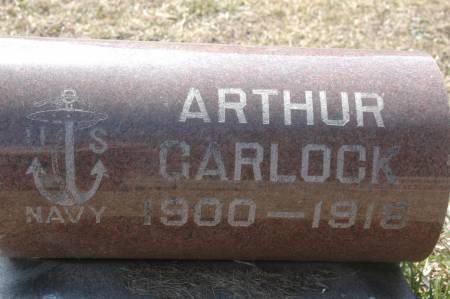 U S
NAVY
ARTHUR
GARLOCK
1900—1918